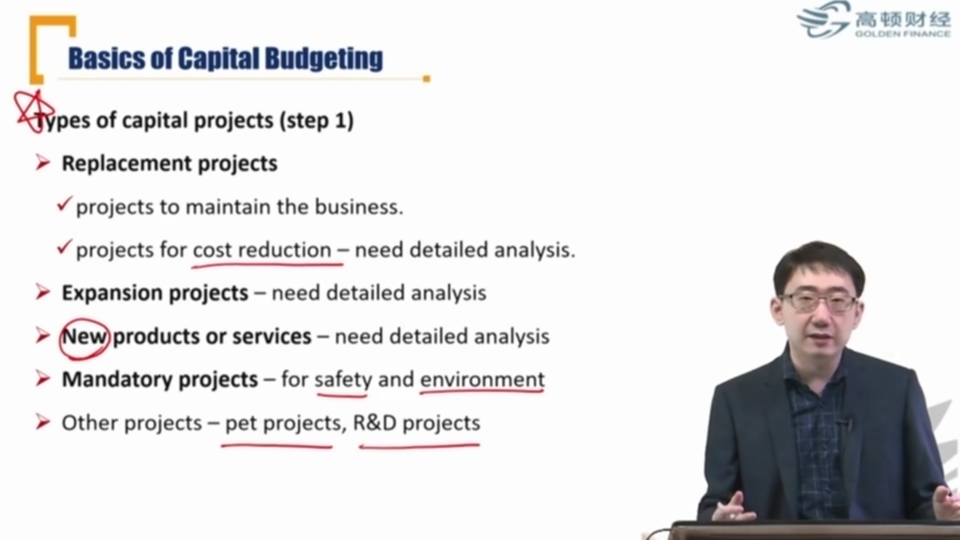 高顿财经
GOLDEN FINANCE
Basics of Capital Budgeting
Types of capital projects (step 1)
Replacement projects
projects to maintain the business.
projects for cost reduction – need detailed analysis.
Expansion projects – need detailed analysis
New products or services – need detailed analysis
Mandatory projects – for safety and environment
Other projects – pet projects, R&D projects